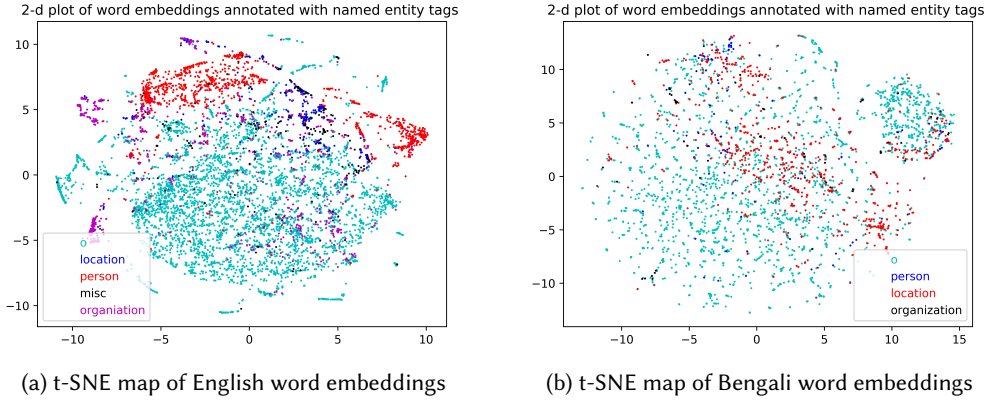 2-d plot of word embeddings annotated with named entity tags
10
5
0
−5
−10
−10
−5
0
5
10
o
location
person
misc
organiation
(a) t-SNE map of English word embeddings
2-d plot of word embeddings annotated with named entity tags
10
5
0
−5
−10
−10
−5
0
5
10
15
o
person
location
organization
(b) t-SNE map of Bengali word embeddings